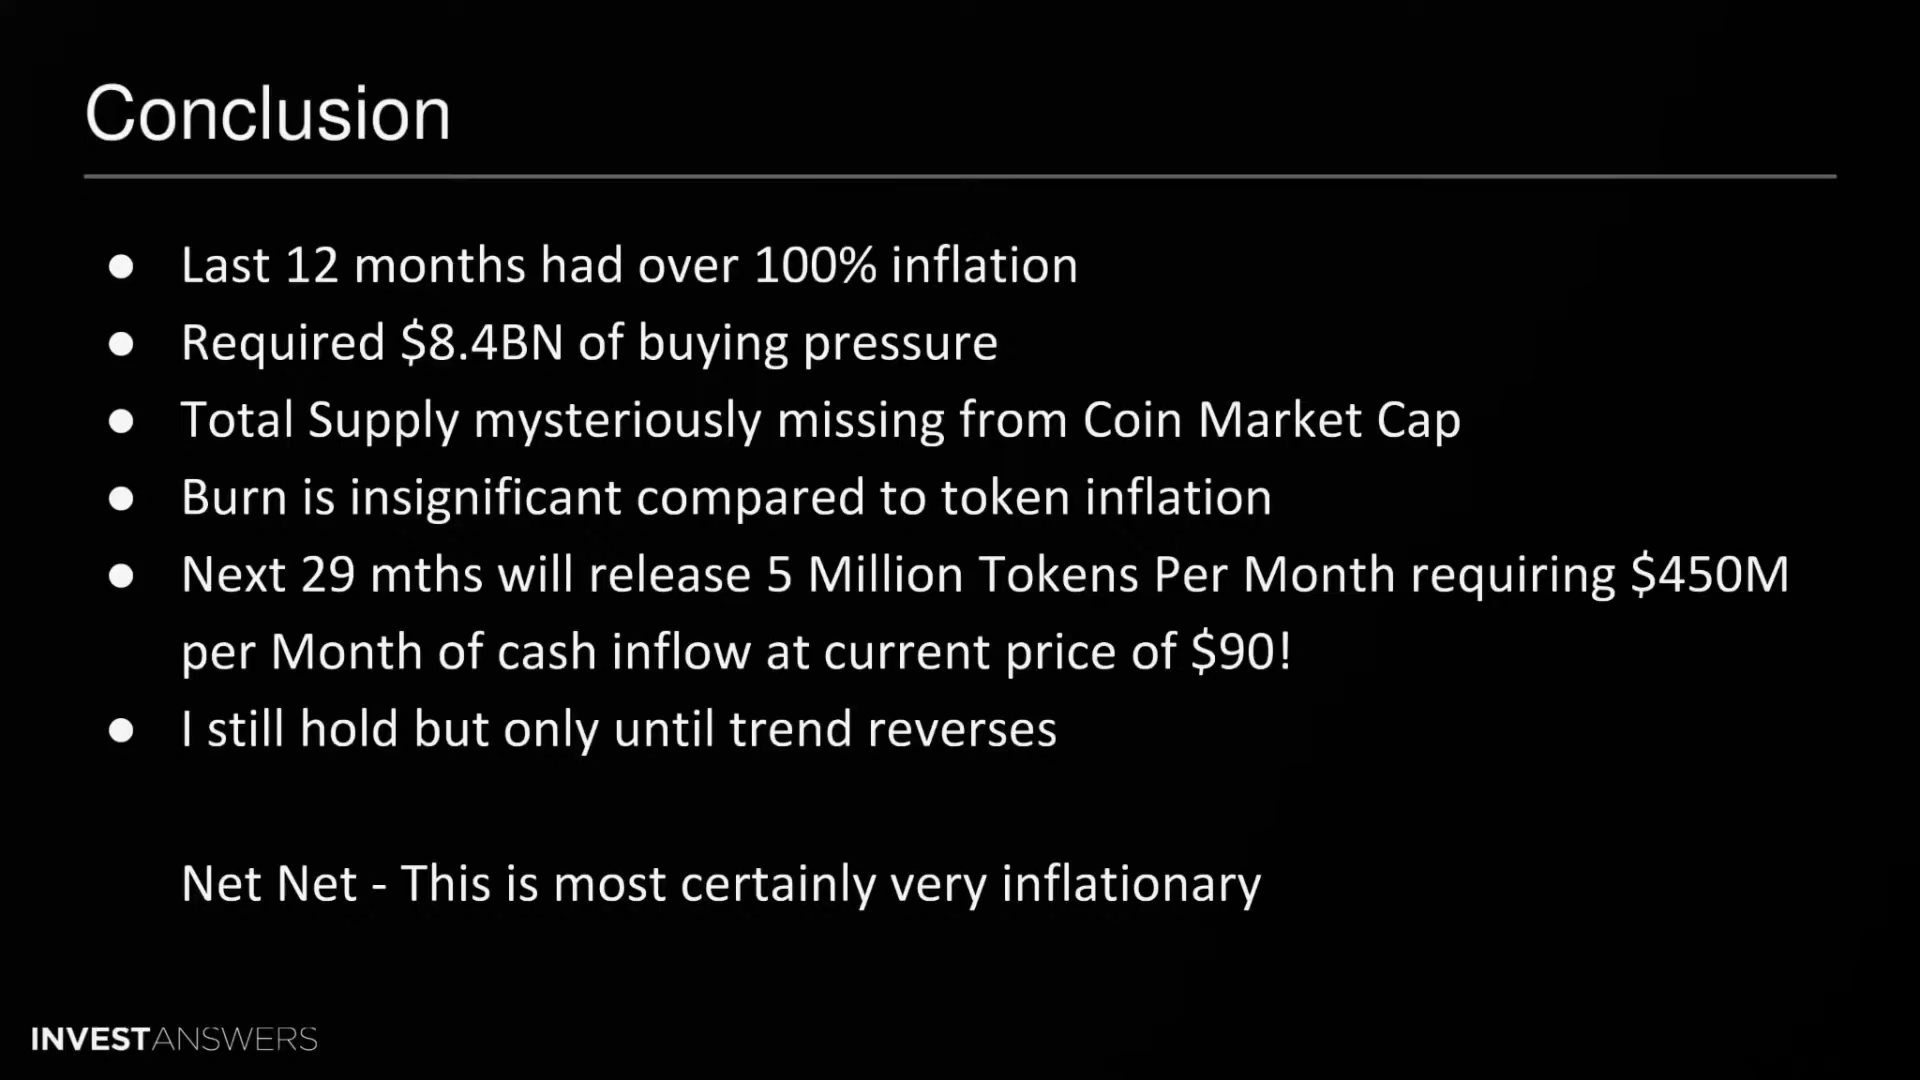 Conclusion
● Last 12 months had over 100% inflation
● Required $8.4BN of buying pressure
● Total Supply mysteriously missing from Coin Market Cap
● Burn is insignificant compared to token inflation
● Next 29 mths will release 5 Million Tokens Per Month requiring $450M
per Month of cash inflow at current price of $90!
● I still hold but only until trend reverses
Net Net - This is most certainly very inflationary
INVESTANSWERS